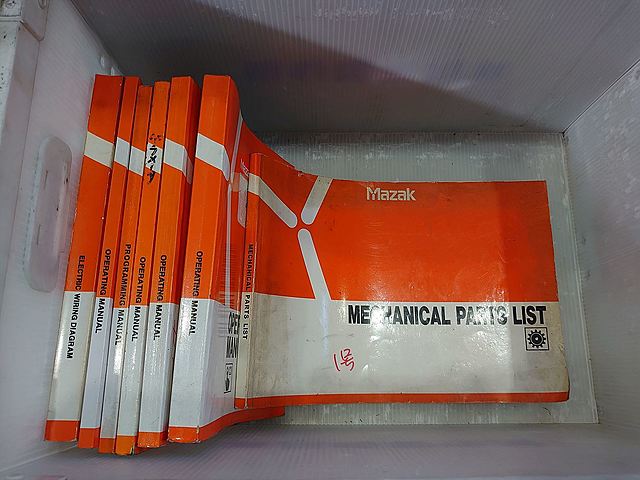 ELECTRIC WIRING DIAGRAM
OPERATING MANUAL
PROGRAMMING MANUAL
OPERATING MANUAL
OPERATING MANUAL
OPERATING MANUAL
MECHANICAL PARTS LIST
Mazak
MECHANICAL PARTS LIST
1号